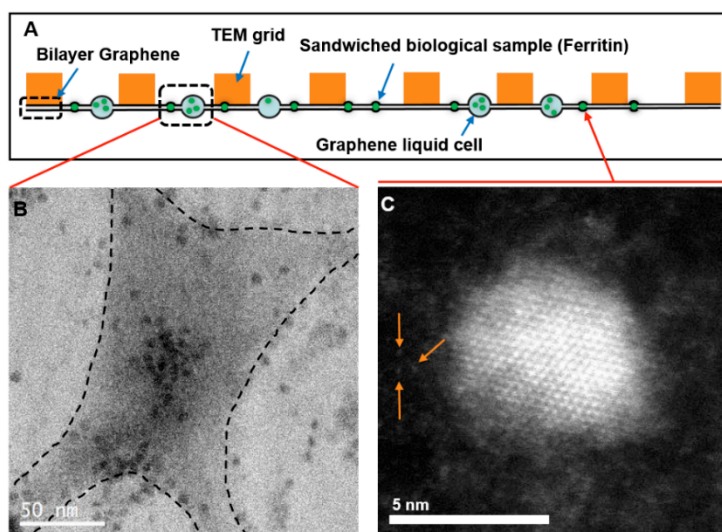 A
Bilayer Graphene
TEM grid
Sandwiched biological sample (Ferritin)
Graphene liquid cell
B
50 nm
C
5 nm